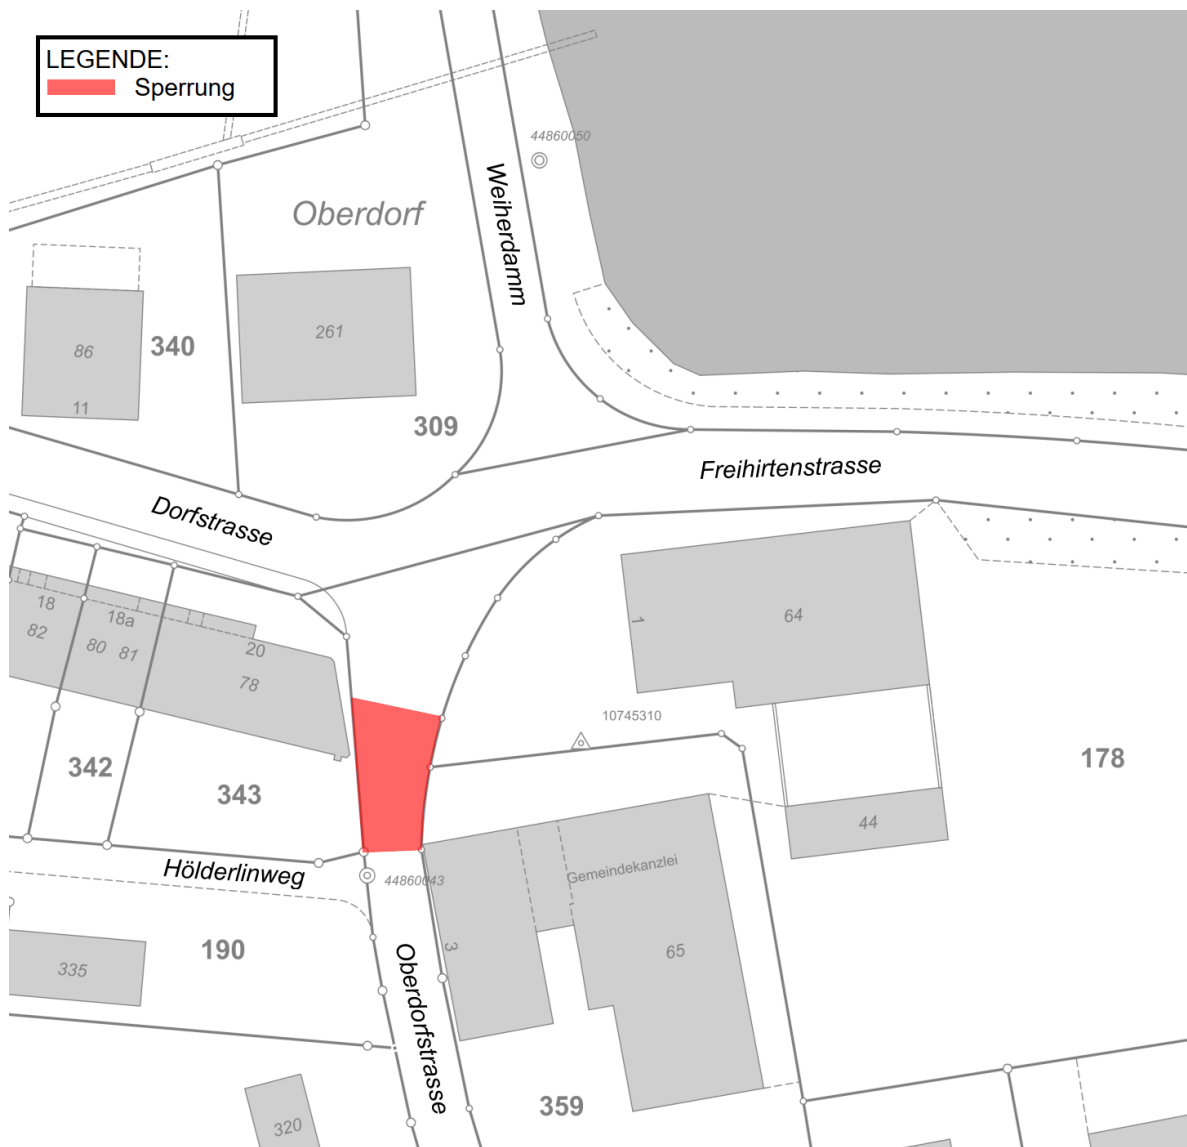 LEGENDE:
Sperrung
44860050
Weiherdamm
Oberdorf
261
86
340
11
309
Freihirtenstrasse
Dorfstrasse
18
18a
82
80
81
20
78
1
64
10745310
178
342
343
44
Hölderlinweg
44860043
Gemeindekanzlei
190
3
65
335
Oberdorfstrasse
359
320